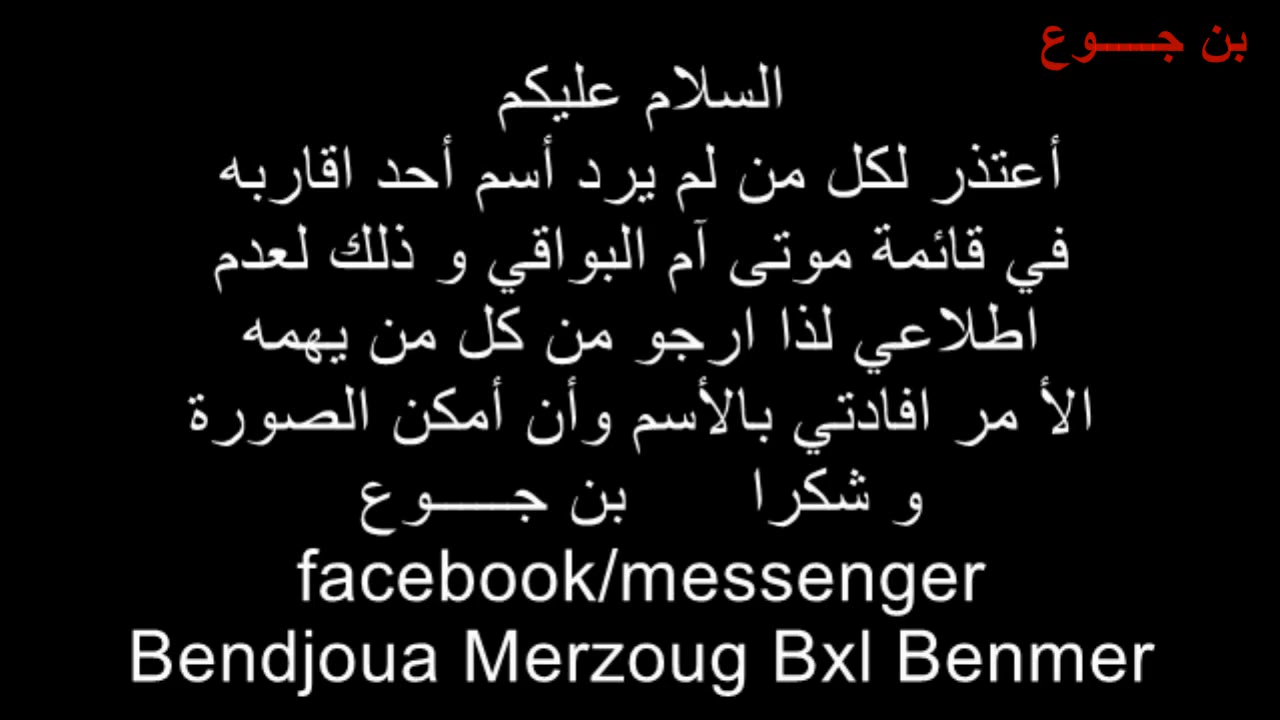 بن جـــــوع
السلام عليكم
أعتذر لكل من لم يرد أسم أحد اقاربه
في قائمة موتى آم البواقي و ذلك لعدم
اطلاعي لذا ارجو من كل من يهمه
الأ مر افادتي بالأسم وأن أمكن الصورة
و شكرا بن جـــــوع
facebook/messenger
Bendjoua Merzoug Bxl Benmer